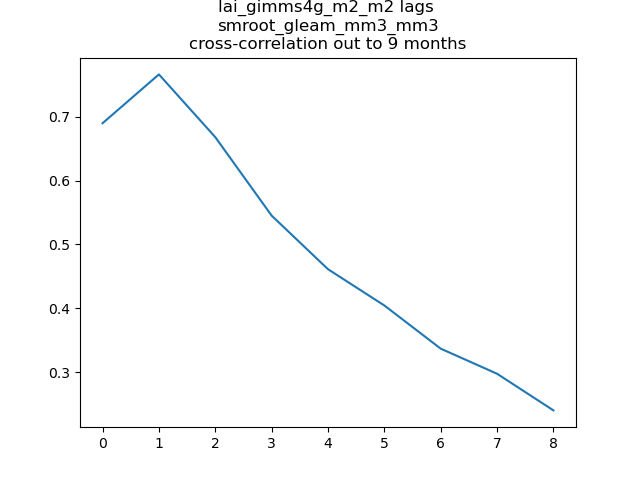 lai_gimms4g_m2_m2 lags
smroot_gleam_mm3_mm3
cross-correlation out to 9 months
0.7
0.6
0.5
0.4
0.3
0 1 2 3 4 5 6 7 8